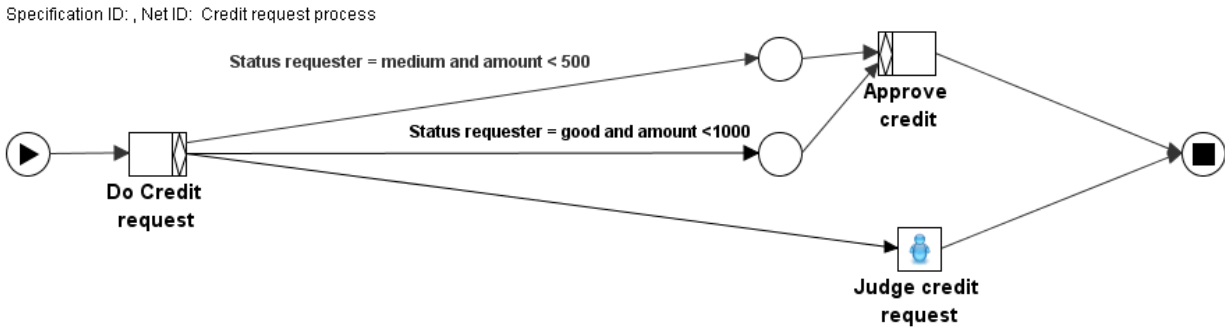 Specification ID: , Net ID: Credit request process
Status requester = medium and amount < 500
Approve
credit
Status requester = good and amount <1000
Do Credit
request
Judge credit
request